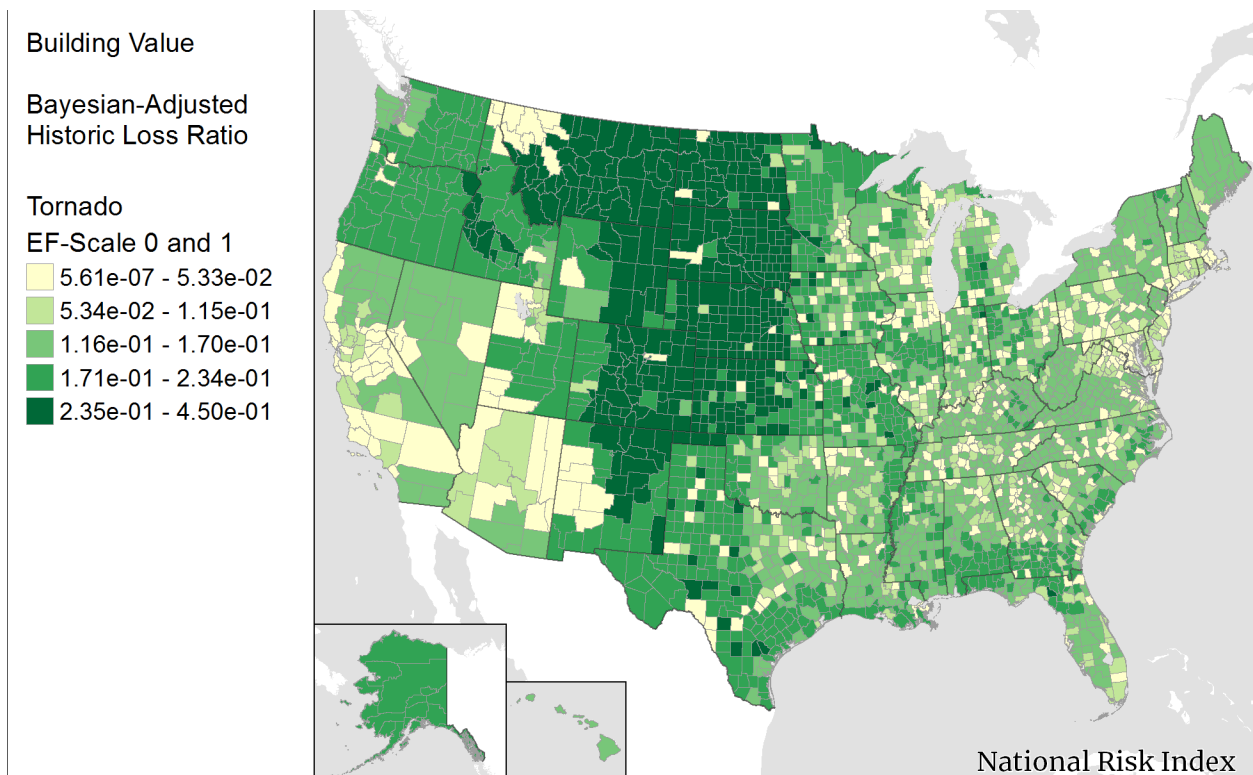 Building Value
Bayesian-Adjusted
Historic Loss Ratio
Tornado
EF-Scale 0 and 1
5.61e-07 - 5.33e-02
5.34e-02 - 1.15e-01
1.16e-01 - 1.70e-01
1.71e-01 - 2.34e-01
2.35e-01 - 4.50e-01
National Risk Index